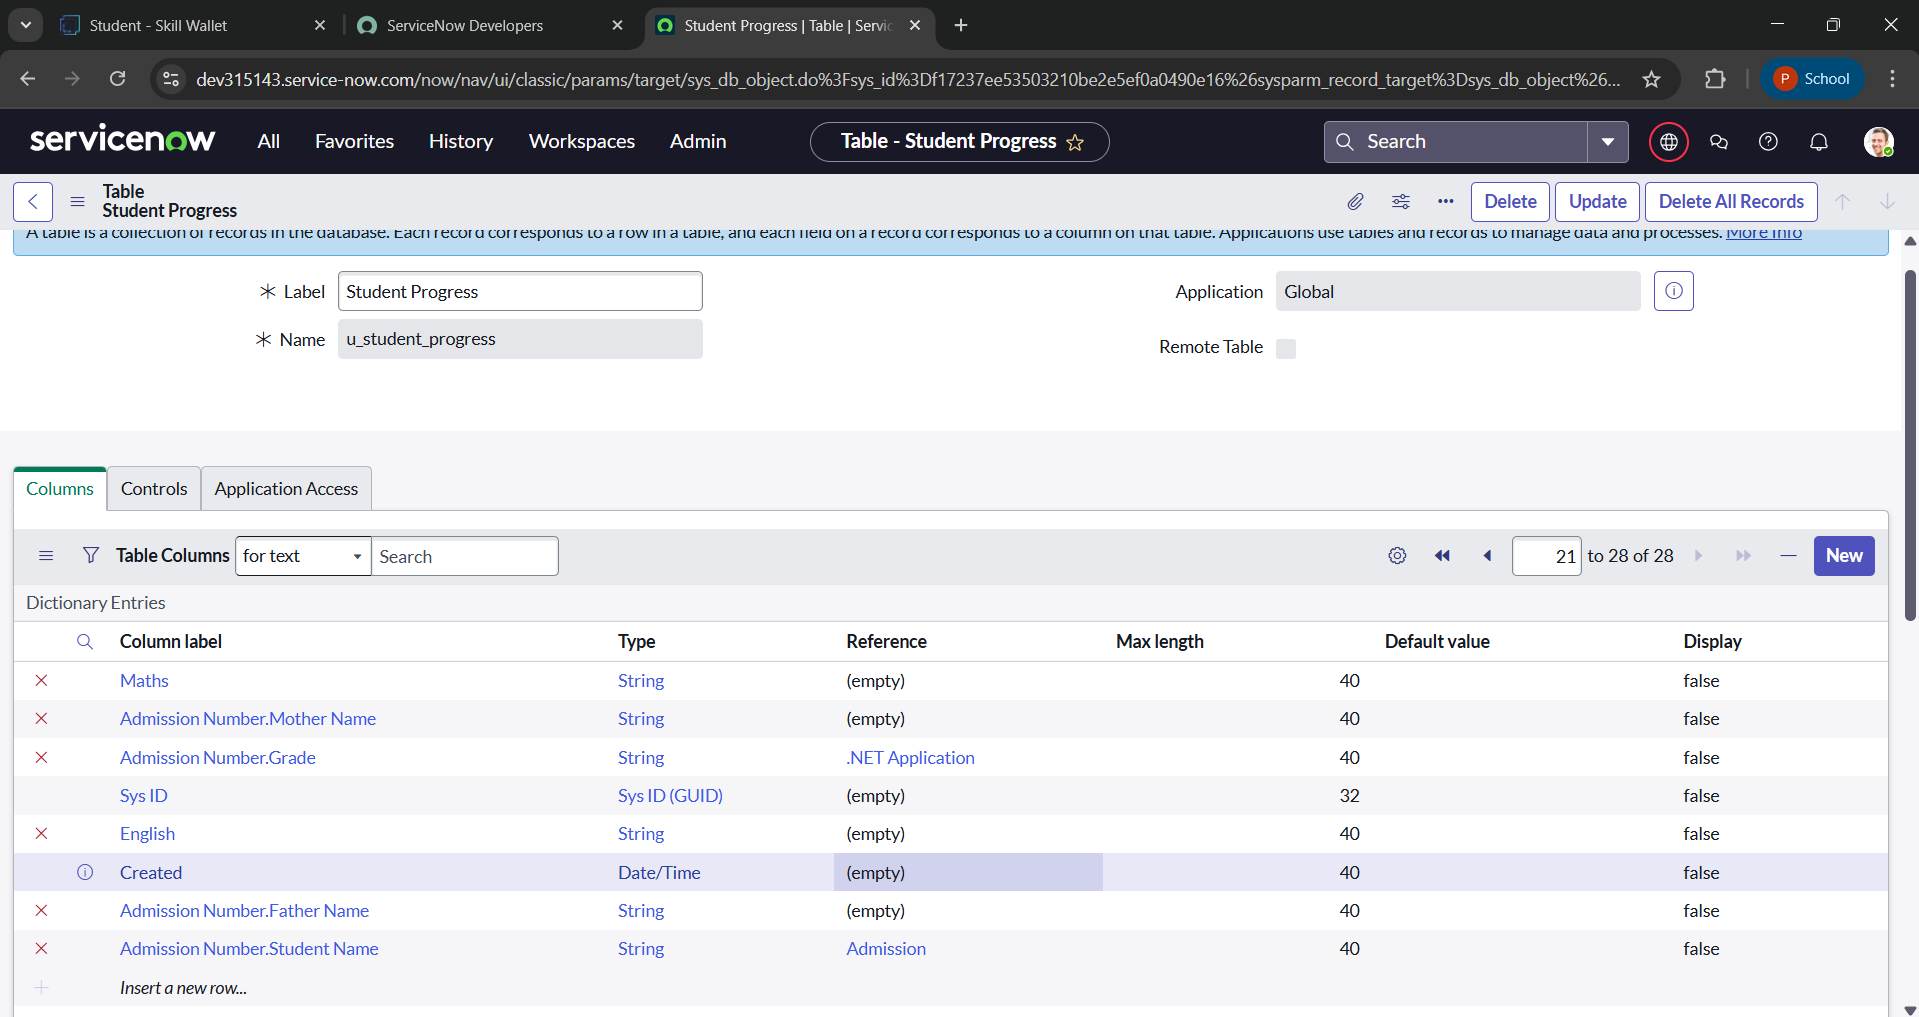 Student - Skill Wallet
ServiceNow Developers
Student Progress | Table | Servic
dev315143.service-now.com/now/nav/ui/classic/params/target/sys_db_object.do%3Fsys_id%3Df17237ee53503210be2e5ef0a0490e16%26sysparm_record_target%3Dsys_db_object%26...
P School
servicenow
All
Favorites
History
Workspaces
Admin
Table - Student Progress
Search
Table
Student Progress
Delete
Update
Delete All Records
A table is a collection of records in the database. Each record corresponds to a row in a table, and each field on a record corresponds to a column on that table. Applications use tables and records to manage data and processes. More Info
Label Student Progress
Application Global
Name u_student_progress
Remote Table
Columns
Controls
Application Access
Table Columns for text Search
21 to 28 of 28
New
Dictionary Entries
Column label Type Reference Max length Default value Display
Maths String (empty) 40 false
Admission Number.Mother Name String (empty) 40 false
Admission Number.Grade String .NET Application 40 false
Sys ID Sys ID (GUID) (empty) 32 false
English String (empty) 40 false
Created Date/Time (empty) 40 false
Admission Number.Father Name String (empty) 40 false
Admission Number.Student Name String Admission 40 false
Insert a new row...